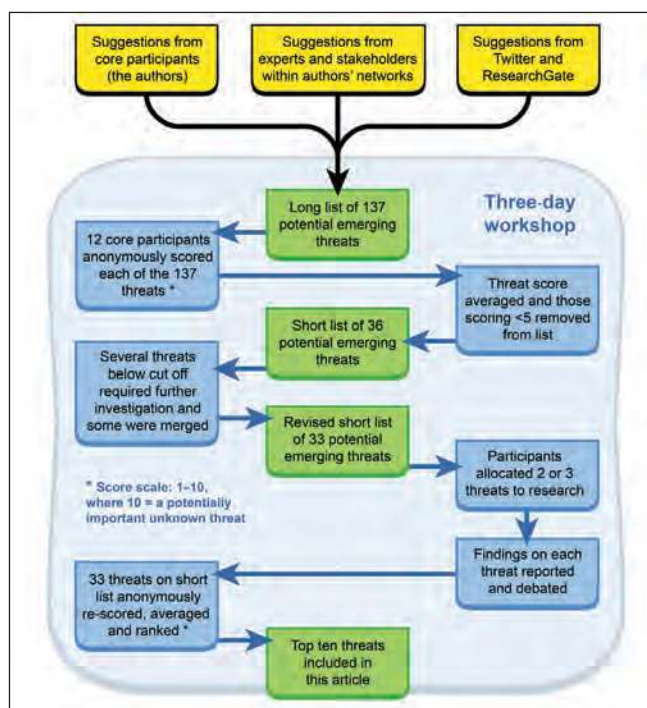 Suggestions from
core participants
(the authors)
Suggestions from
experts and stakeholders
within authors' networks
Suggestions from
Twitter and
ResearchGate
Three-day
workshop
Long list of 137
potential emerging
threats
12 core participants
anonymously scored
each of the 137
threats *
Threat score
averaged and those
scoring <5 removed
from list
Short list of 36
potential emerging
threats
Several threats
below cut off
required further
investigation and
some were merged
Revised short list
of 33 potential
emerging threats
Participants
allocated 2 or 3
threats to research
* Score scale: 1–10,
where 10 = a potentially
important unknown threat
Findings on each
threat reported
and debated
33 threats on short
list anonymously
re-scored, averaged
and ranked *
Top ten threats
included in
this article